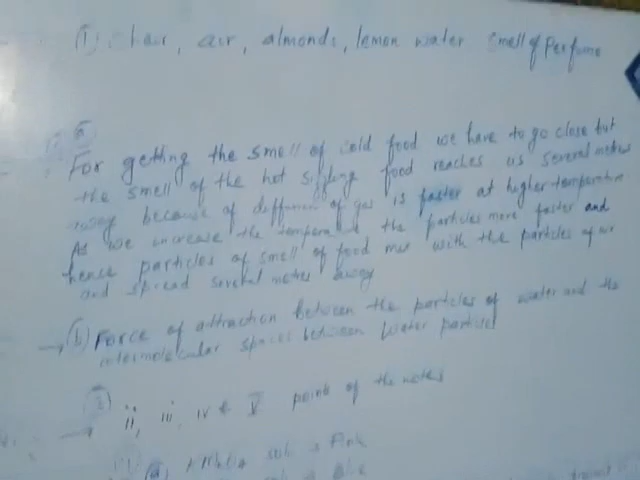 ① Chair, air, almonds, lemon water smell of Perfume
②
For getting the smell of cold food we have to go close but
the smell of the hot sizzling food reaches us several metres
away because of diffusion of gas is faster at higher temperature
As we increase the temperature the particles move faster and
hence particles of smell of food mix with the particles of air
and spread several metres away
→ ⓑ Force of attraction between the particles of water and the
intermolecular spaces between water particles
③
→ ii, iii, iv & V point of the notes
(a) soln → Pink